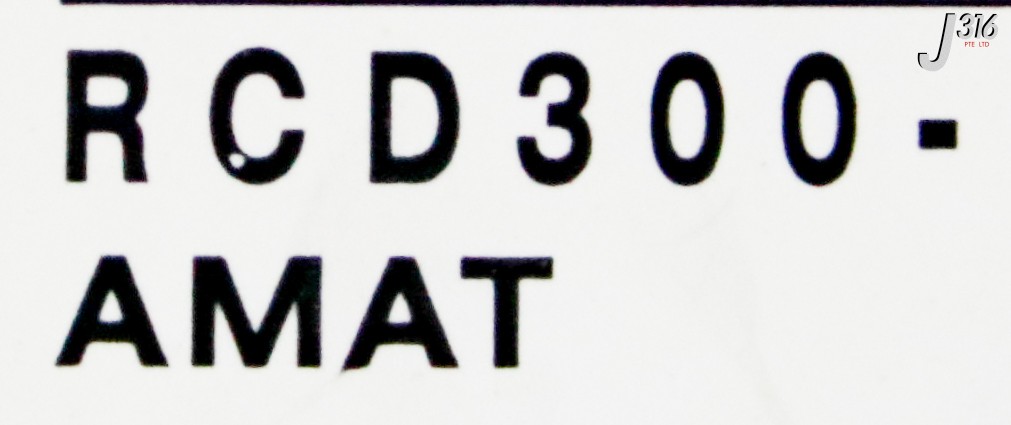 J316
PTE LTD
RCD300-
AMAT